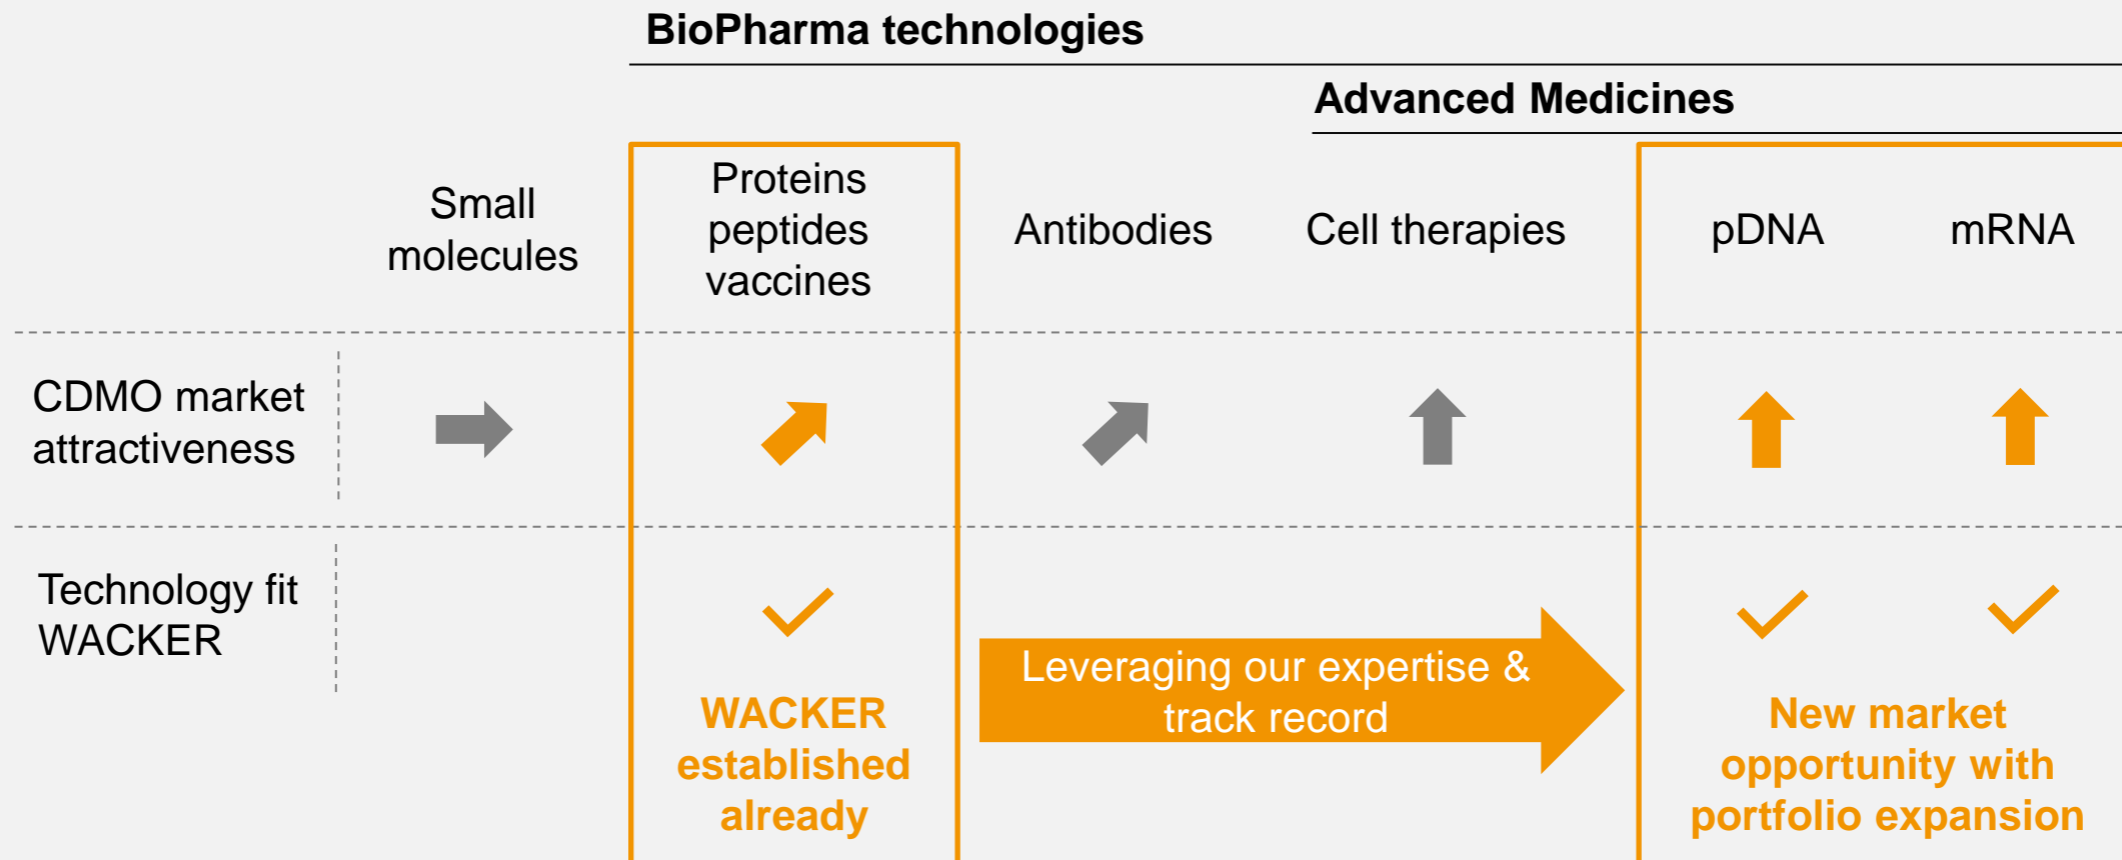 BioPharma technologies
Advanced Medicines
Small
molecules
Proteins
peptides
vaccines
Antibodies
Cell therapies
pDNA
mRNA
CDMO market
attractiveness
Technology fit
WACKER
WACKER
established
already
Leveraging our expertise &
track record
New market
opportunity with
portfolio expansion